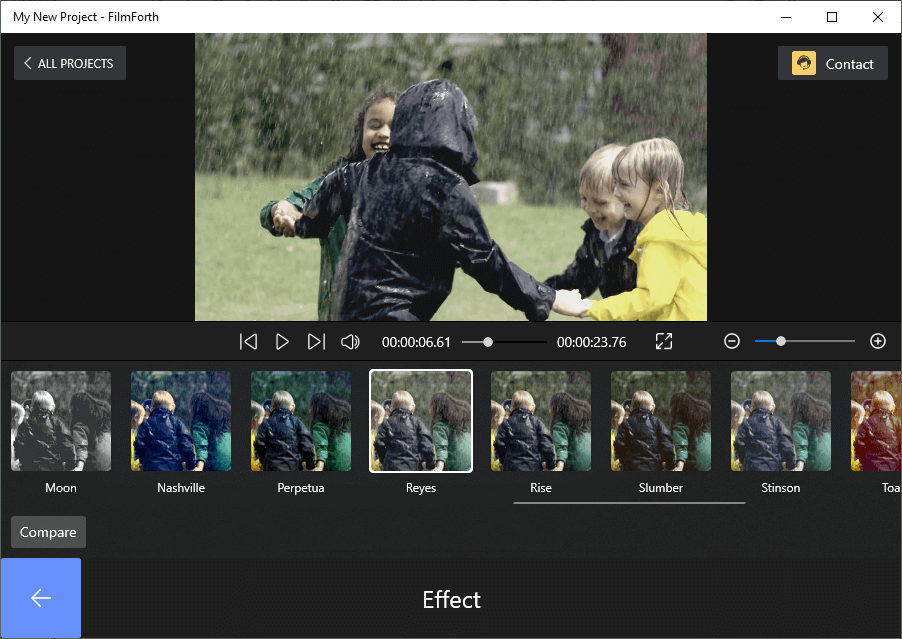 My New Project - FilmForth
ALL PROJECTS
Contact
00:00:06.61
00:00:23.76
Moon
Nashville
Perpetua
Reyes
Rise
Slumber
Stinson
Toa
Compare
Effect